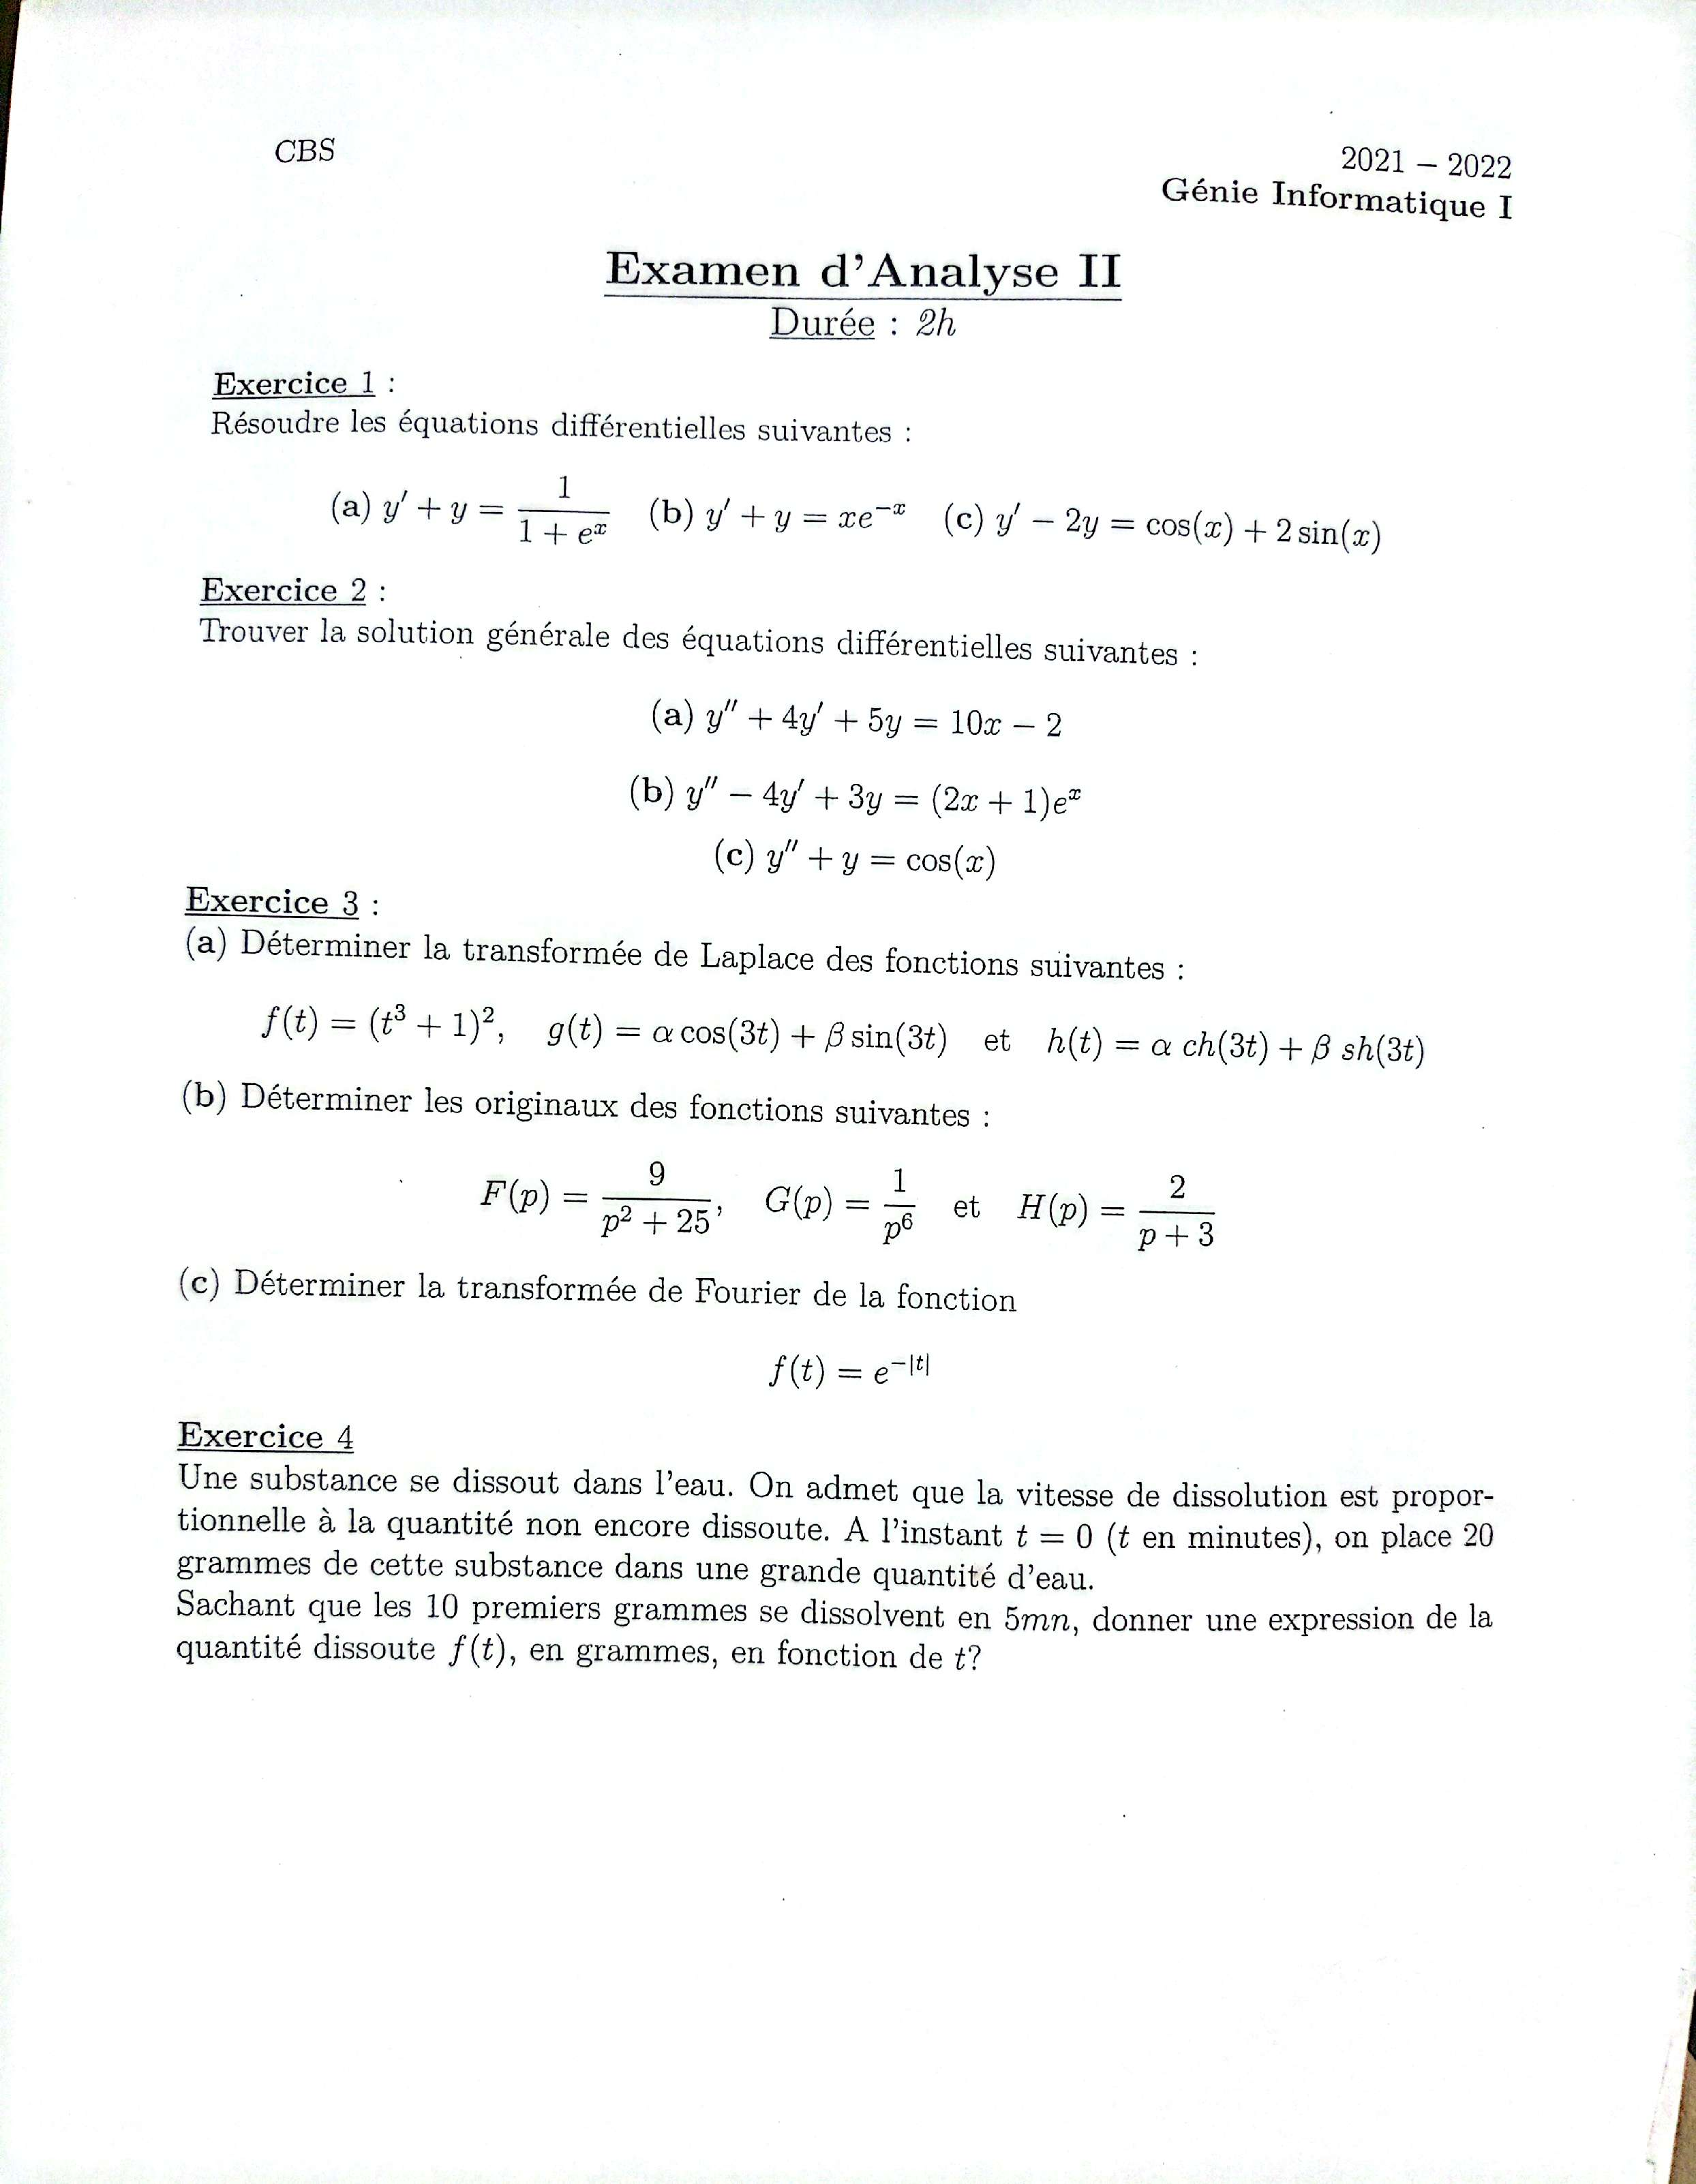 CBS
2021 – 2022
Génie Informatique I
Examen d'Analyse II
Durée : 2h
Exercice 1 :
Résoudre les équations différentielles suivantes :
(a) y′ + y = 1/(1 + eˣ) (b) y′ + y = xe⁻ˣ (c) y′ − 2y = cos(x) + 2 sin(x)
Exercice 2 :
Trouver la solution générale des équations différentielles suivantes :
(a) y″ + 4y′ + 5y = 10x − 2
(b) y″ − 4y′ + 3y = (2x + 1)eˣ
(c) y″ + y = cos(x)
Exercice 3 :
(a) Déterminer la transformée de Laplace des fonctions suivantes :
f(t) = (t³ + 1)², g(t) = α cos(3t) + β sin(3t) et h(t) = α ch(3t) + β sh(3t)
(b) Déterminer les originaux des fonctions suivantes :
F(p) = 9/(p² + 25), G(p) = 1/p⁶ et H(p) = 2/(p + 3)
(c) Déterminer la transformée de Fourier de la fonction
f(t) = e^{−|t|}
Exercice 4
Une substance se dissout dans l'eau. On admet que la vitesse de dissolution est propor-
tionnelle à la quantité non encore dissoute. A l'instant t = 0 (t en minutes), on place 20
grammes de cette substance dans une grande quantité d'eau.
Sachant que les 10 premiers grammes se dissolvent en 5mn, donner une expression de la
quantité dissoute f(t), en grammes, en fonction de t?